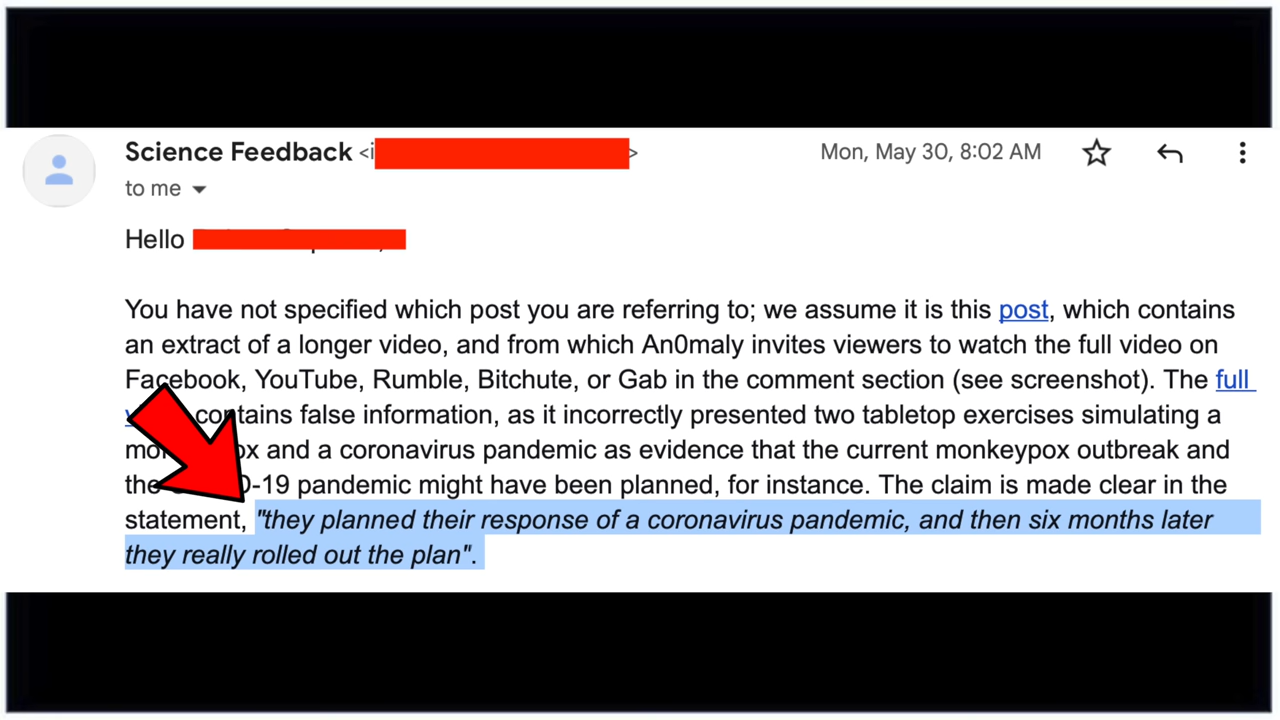 Science Feedback <i >
Mon, May 30, 8:02 AM
to me
Hello
You have not specified which post you are referring to; we assume it is this post, which contains
an extract of a longer video, and from which An0maly invites viewers to watch the full video on
Facebook, YouTube, Rumble, Bitchute, or Gab in the comment section (see screenshot). The full
contains false information, as it incorrectly presented two tabletop exercises simulating a
and a coronavirus pandemic as evidence that the current monkeypox outbreak and
the -19 pandemic might have been planned, for instance. The claim is made clear in the
statement, "they planned their response of a coronavirus pandemic, and then six months later
they really rolled out the plan".